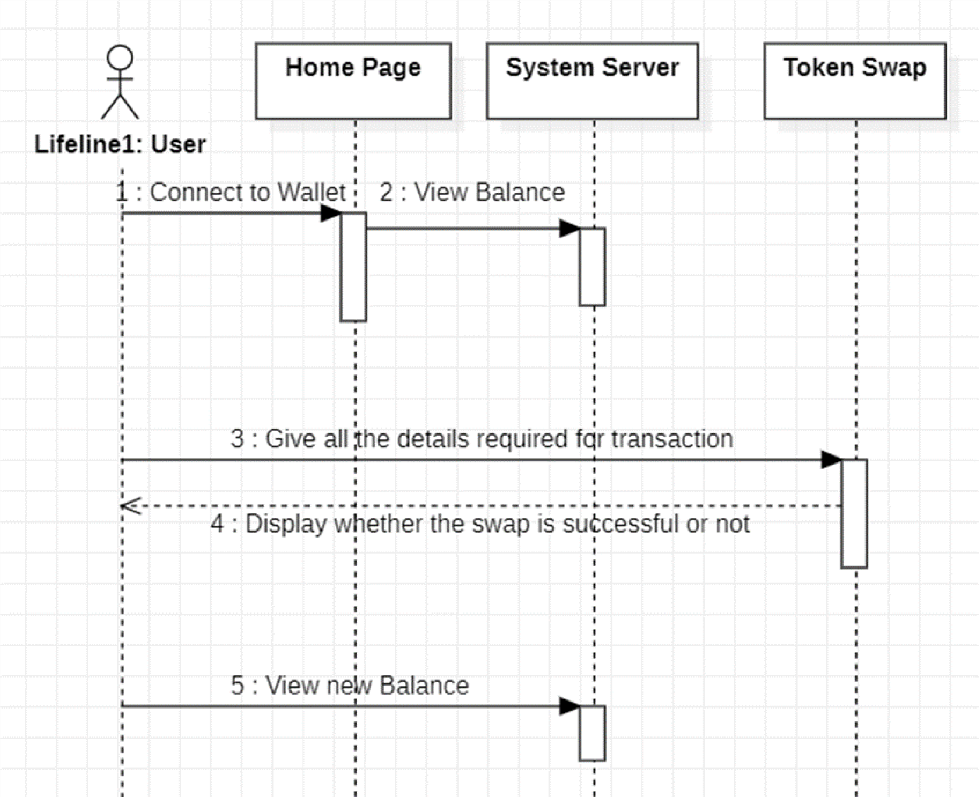 Home Page
System Server
Token Swap
Lifeline1: User
1 : Connect to Wallet
2 : View Balance
3 : Give all the details required for transaction
4 : Display whether the swap is successful or not
5 : View new Balance